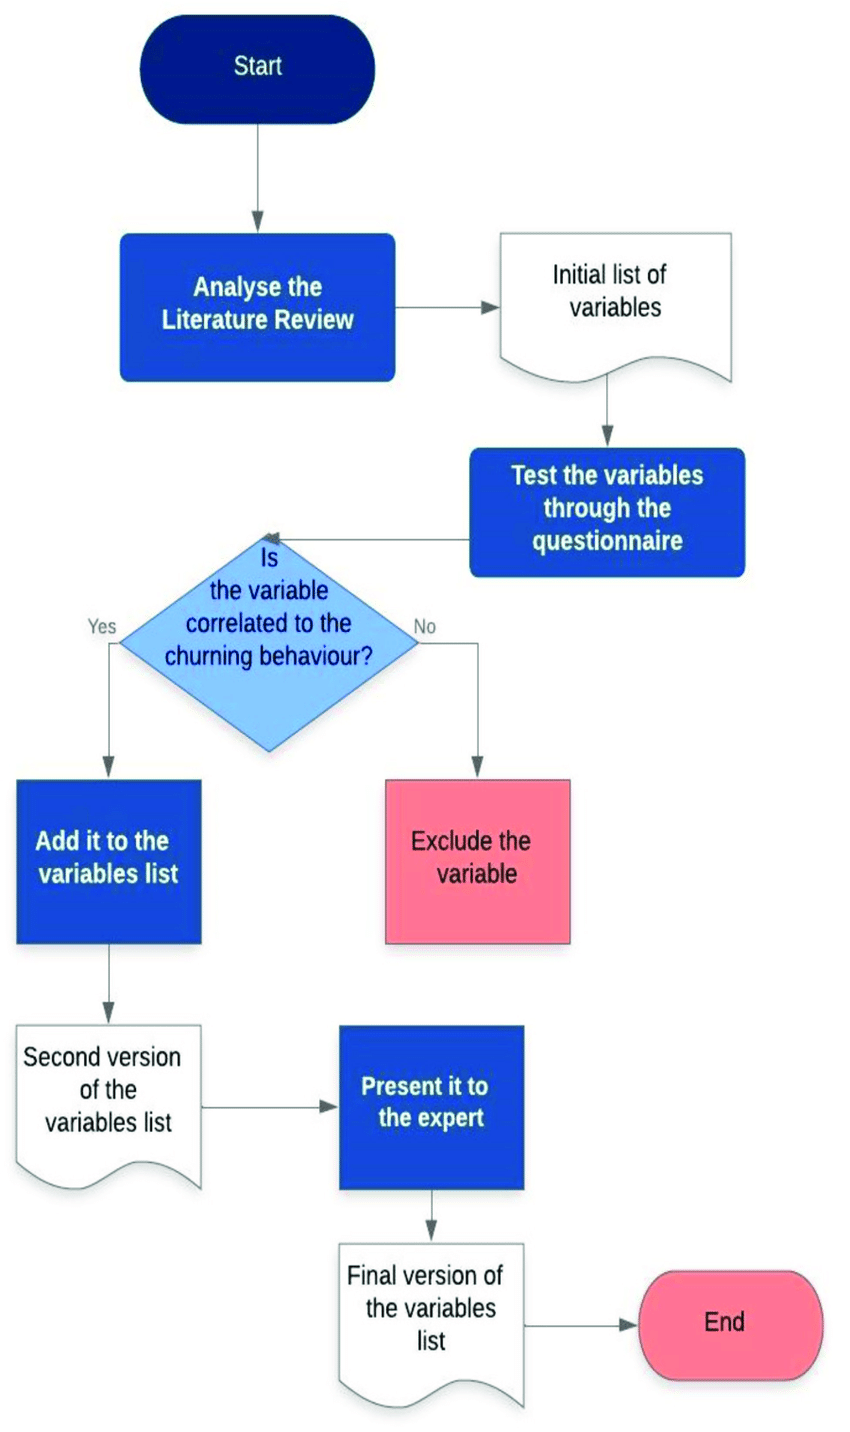 Start
Analyse the
Literature Review
Initial list of
variables
Test the variables
through the
questionnaire
Is
the variable
correlated to the
churning behaviour?
Yes
No
Add it to the
variables list
Exclude the
variable
Second version
of the
variables list
Present it to
the expert
Final version of
the variables
list
End